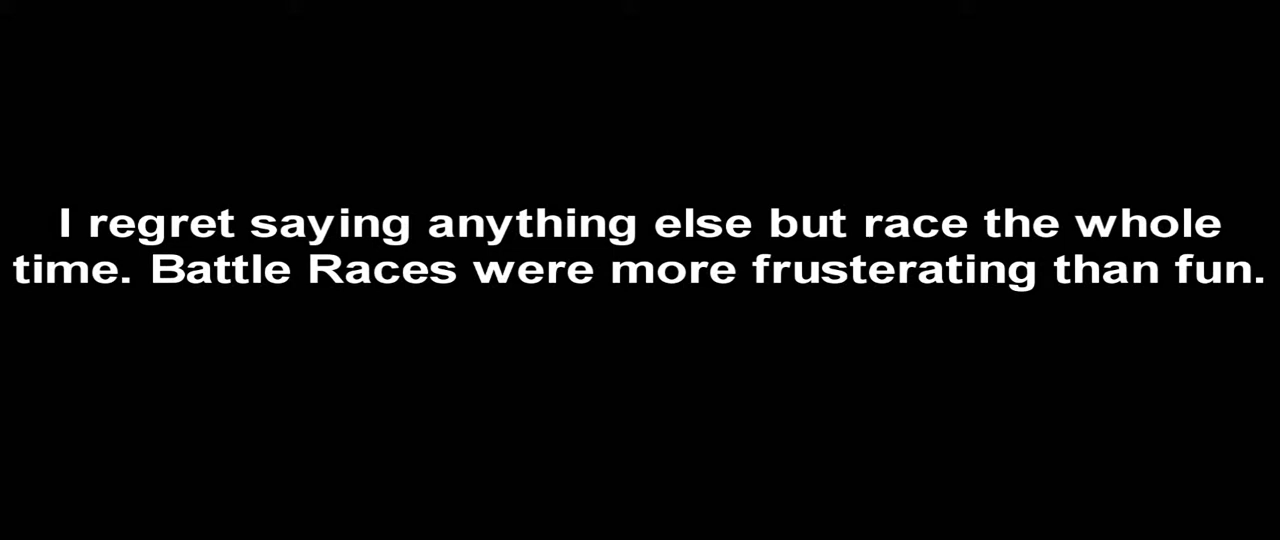 I regret saying anything else but race the whole
time. Battle Races were more frusterating than fun.